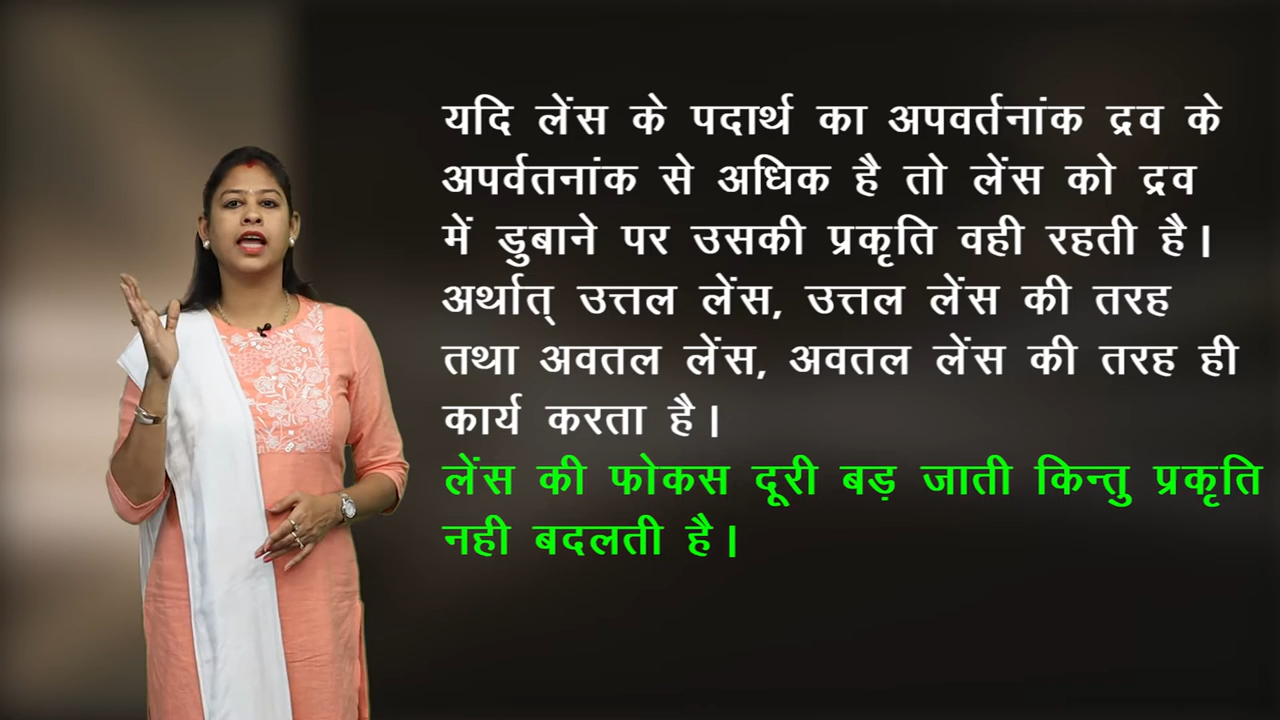 यदि लेंस के पदार्थ का अपवर्तनांक द्रव के
अपर्वतनांक से अधिक है तो लेंस को द्रव
में डुबाने पर उसकी प्रकृति वही रहती है।
अर्थात् उत्तल लेंस, उत्तल लेंस की तरह
तथा अवतल लेंस, अवतल लेंस की तरह ही
कार्य करता है।
लेंस की फोकस दूरी बड़ जाती किन्तु प्रकृति
नही बदलती है।